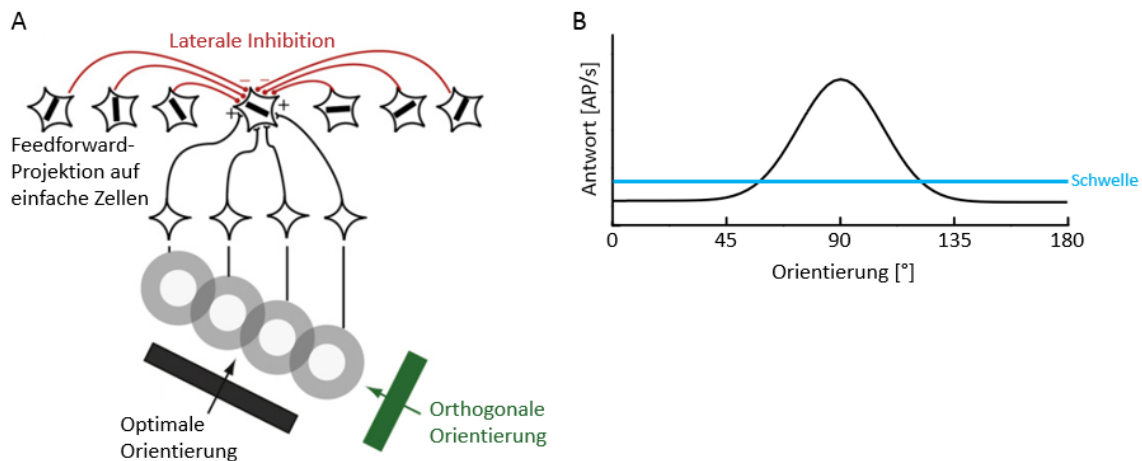 A
Laterale Inhibition
− −
+ +
Feedforward-
Projektion auf
einfache Zellen
Optimale
Orientierung
Orthogonale
Orientierung
B
Antwort [AP/s]
Schwelle
0 45 90 135 180
Orientierung [°]